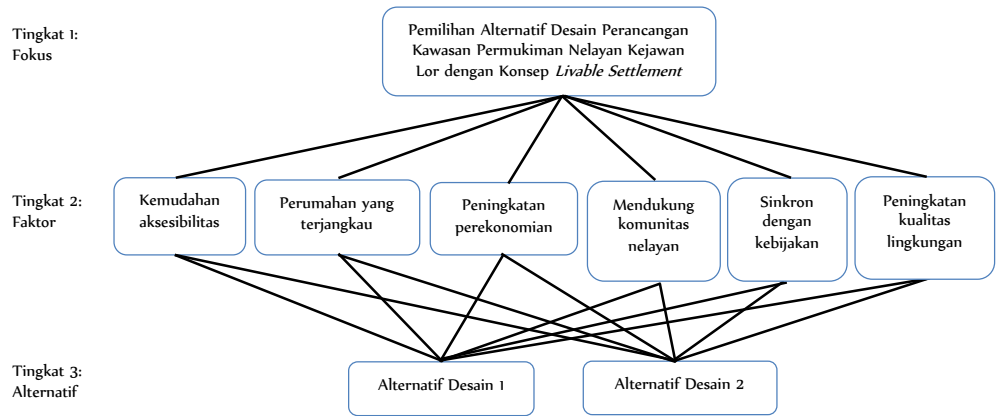 Tingkat 1:
Fokus
Pemilihan Alternatif Desain Perancangan
Kawasan Permukiman Nelayan Kejawan
Lor dengan Konsep Livable Settlement
Tingkat 2:
Faktor
Kemudahan
aksesibilitas
Perumahan yang
terjangkau
Peningkatan
perekonomian
Mendukung
komunitas
nelayan
Sinkron
dengan
kebijakan
Peningkatan
kualitas
lingkungan
Tingkat 3:
Alternatif
Alternatif Desain 1
Alternatif Desain 2